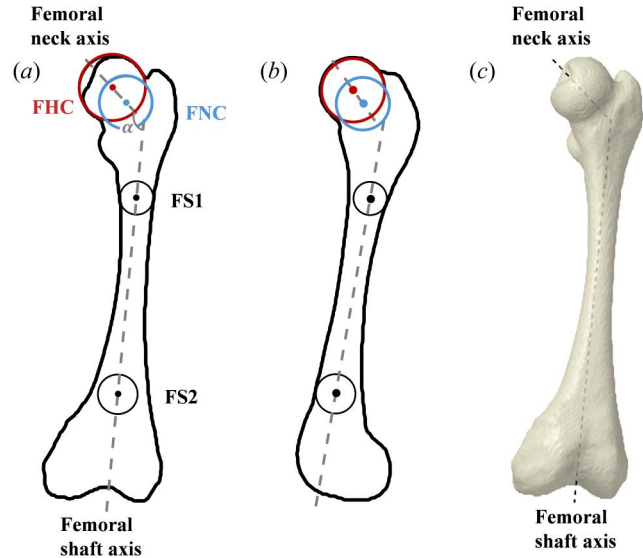 Femoral
neck axis
(a)
FHC
α
FNC
FS1
FS2
Femoral
shaft axis
(b)
Femoral
neck axis
(c)
Femoral
shaft axis